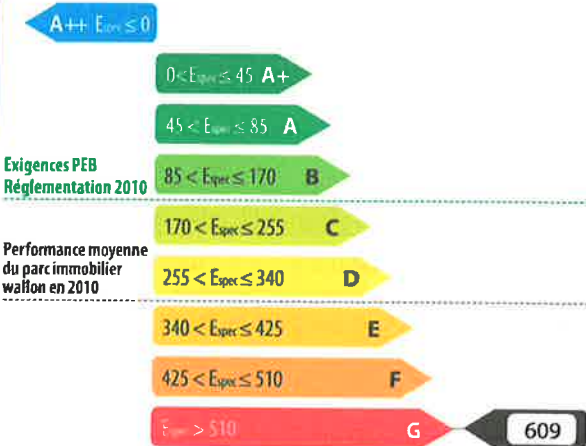 A++ Espec ≤ 0
0 < Espec ≤ 45 A+
45 < Espec ≤ 85 A
Exigences PEB
Réglementation 2010
85 < Espec ≤ 170 B
170 < Espec ≤ 255 C
Performance moyenne
du parc immobilier
wallon en 2010
255 < Espec ≤ 340 D
340 < Espec ≤ 425 E
425 < Espec ≤ 510 F
Espec > 510 G 609